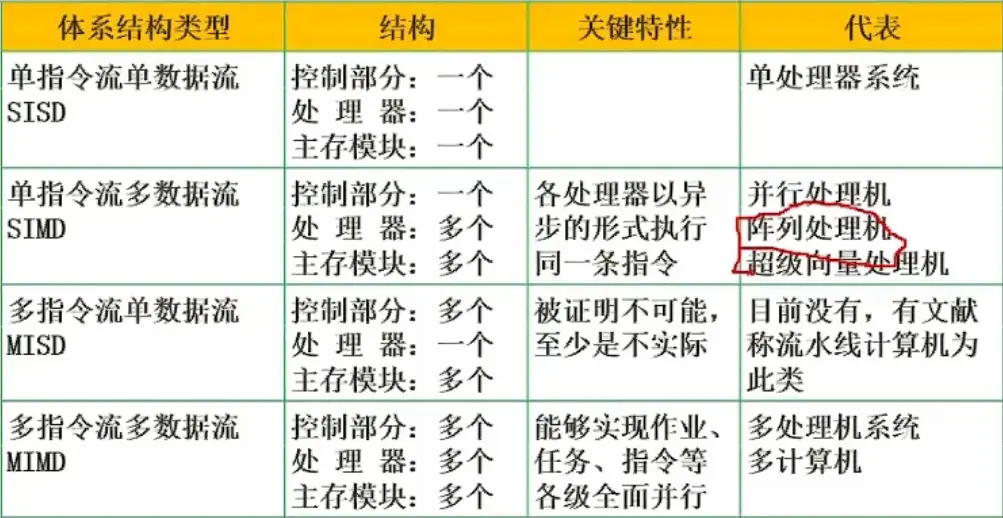 体系结构类型 结构 关键特性 代表
单指令流单数据流
SISD
控制部分：一个
处 理 器：一个
主存模块：一个
单处理器系统
单指令流多数据流
SIMD
控制部分：一个
处 理 器：多个
主存模块：多个
各处理器以异
步的形式执行
同一条指令
并行处理机
阵列处理机
超级向量处理机
多指令流单数据流
MISD
控制部分：多个
处 理 器：一个
主存模块：多个
被证明不可能，
至少是不实际
目前没有，有文献
称流水线计算机为
此类
多指令流多数据流
MIMD
控制部分：多个
处 理 器：多个
主存模块：多个
能够实现作业、
任务、指令等
各级全面并行
多处理机系统
多计算机